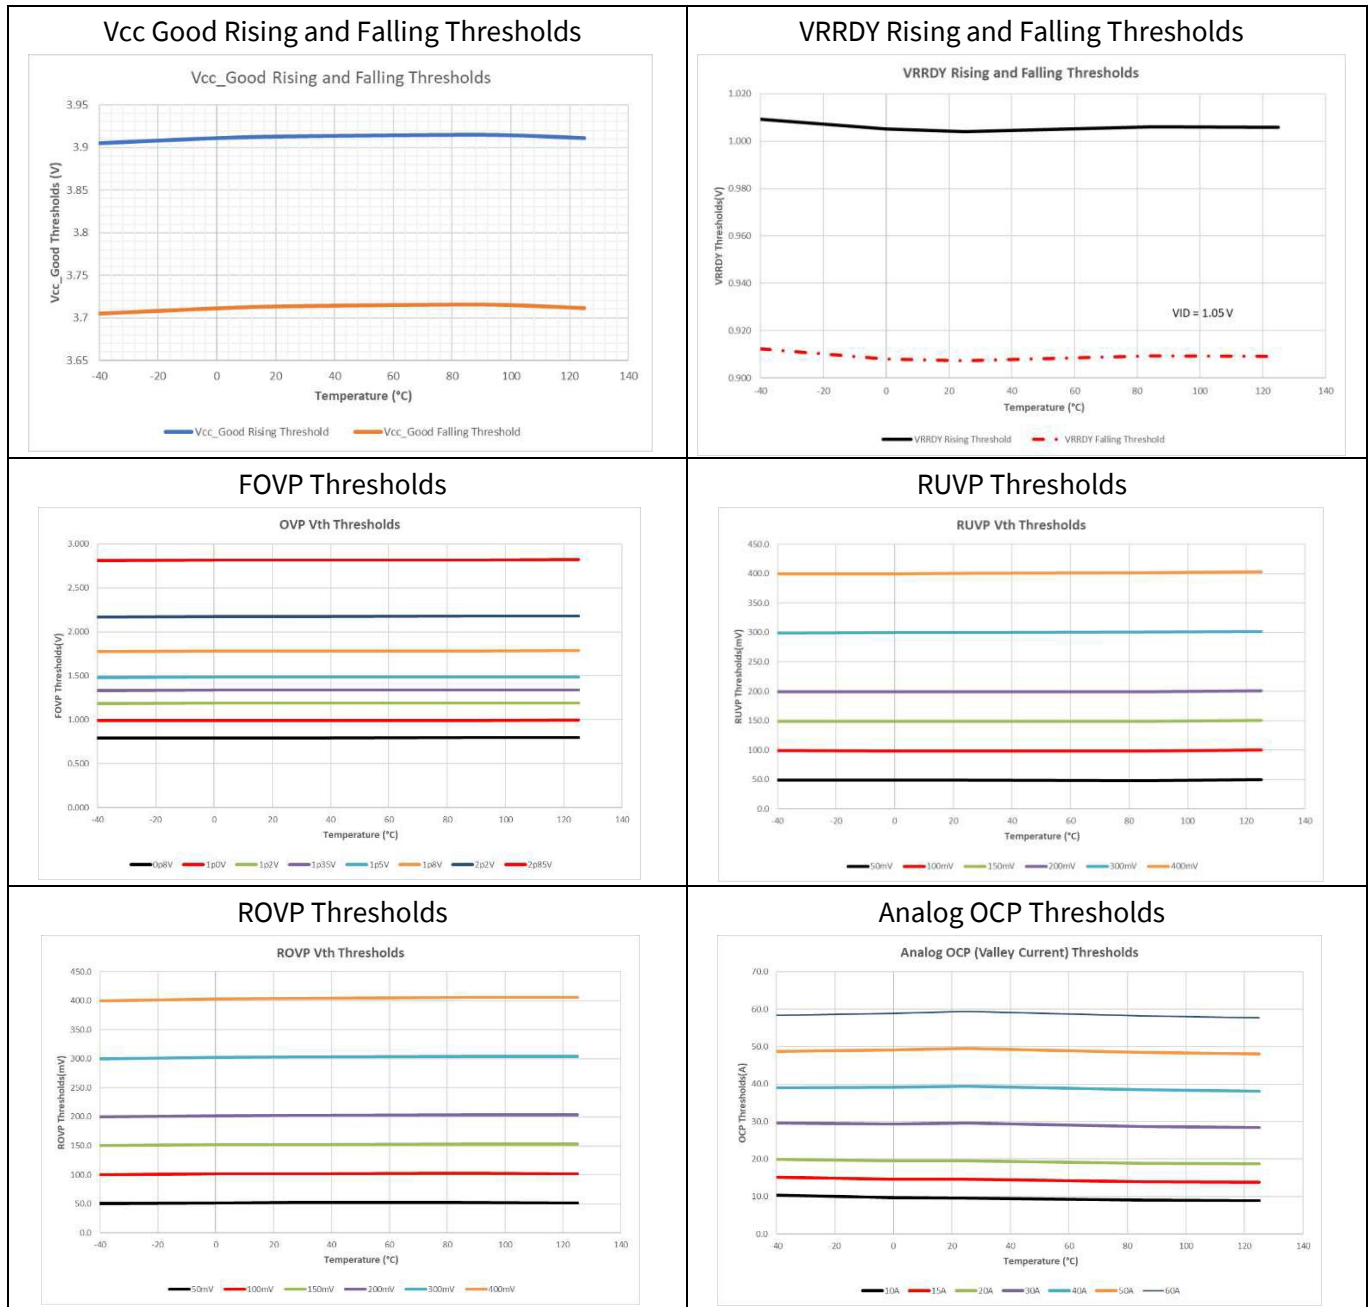 Vcc Good Rising and Falling Thresholds
Vcc_Good Rising and Falling Thresholds
Vcc_Good Thresholds (V)
3.95
3.9
3.85
3.8
3.75
3.7
3.65
-40 -20 0 20 40 60 80 100 120 140
Temperature (°C)
Vcc_Good Rising Threshold Vcc_Good Falling Threshold
VRRDY Rising and Falling Thresholds
VRRDY Rising and Falling Thresholds
VRRDY Thresholds(V)
1.020
1.000
0.980
0.960
0.940
0.920
0.900
VID = 1.05 V
-40 -20 0 20 40 60 80 100 120 140
Temperature (°C)
VRRDY Rising Threshold VRRDY Falling Threshold
FOVP Thresholds
OVP Vth Thresholds
FOVP Thresholds(V)
3.000
2.500
2.000
1.500
1.000
0.500
0.000
-40 -20 0 20 40 60 80 100 120 140
Temperature (°C)
0p8V 1p0V 1p2V 1p35V 1p5V 1p8V 2p2V 2p85V
RUVP Thresholds
RUVP Vth Thresholds
RUVP Thresholds(mV)
450.0
400.0
350.0
300.0
250.0
200.0
150.0
100.0
50.0
0.0
-40 -20 0 20 40 60 80 100 120 140
Temperature (°C)
50mV 100mV 150mV 200mV 300mV 400mV
ROVP Thresholds
ROVP Vth Thresholds
ROVP Thresholds(mV)
450.0
400.0
350.0
300.0
250.0
200.0
150.0
100.0
50.0
0.0
-40 -20 0 20 40 60 80 100 120 140
Temperature (°C)
50mV 100mV 150mV 200mV 300mV 400mV
Analog OCP Thresholds
Analog OCP (Valley Current) Thresholds
OCP Thresholds(A)
70.0
60.0
50.0
40.0
30.0
20.0
10.0
0.0
-40 -20 0 20 40 60 80 100 120 140
Temperature (°C)
10A 15A 20A 30A 40A 50A 60A